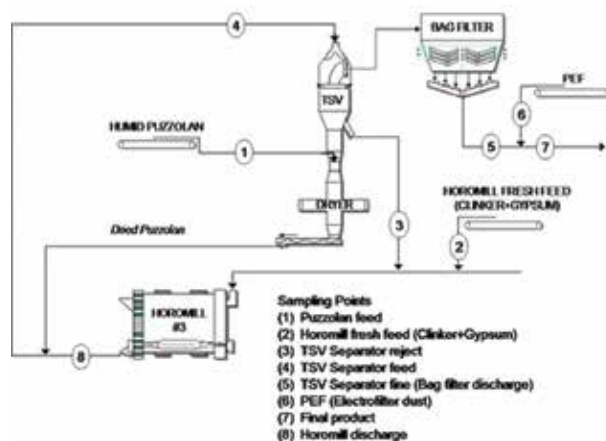 4
BAG FILTER
TSV
PEF
HUMID PUZZOLAN
1
6
5
7
DRYER
HOROMILL FRESH FEED
(CLINKER+GYPSUM)
Dried Puzzolan
3
2
HOROMILL
#3
8
Sampling Points
(1) Puzzolan feed
(2) Horomill fresh feed (Clinker+Gypsum)
(3) TSV Separator reject
(4) TSV Separator feed
(5) TSV Separator fine (Bag filter discharge)
(6) PEF (Electrofilter dust)
(7) Final product
(8) Horomill discharge